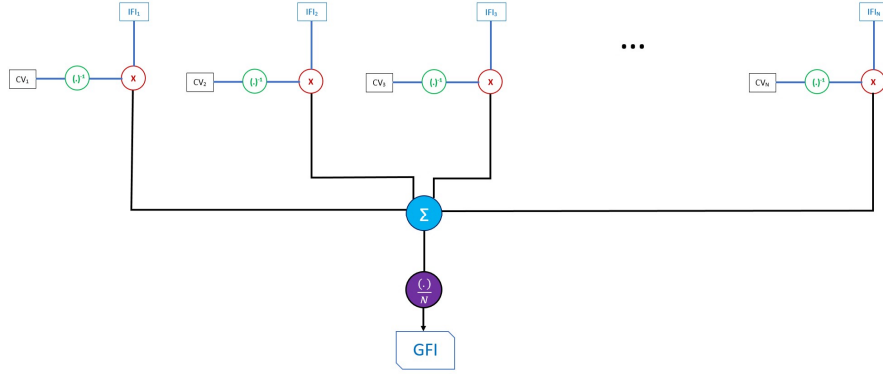 IFI₁ IFI₂ IFI₃ IFIN
...
CV₁ (.)⁻¹ X CV₂ (.)⁻¹ X CV₃ (.)⁻¹ X CVN (.)⁻¹ X
Σ
(.)
N
GFI